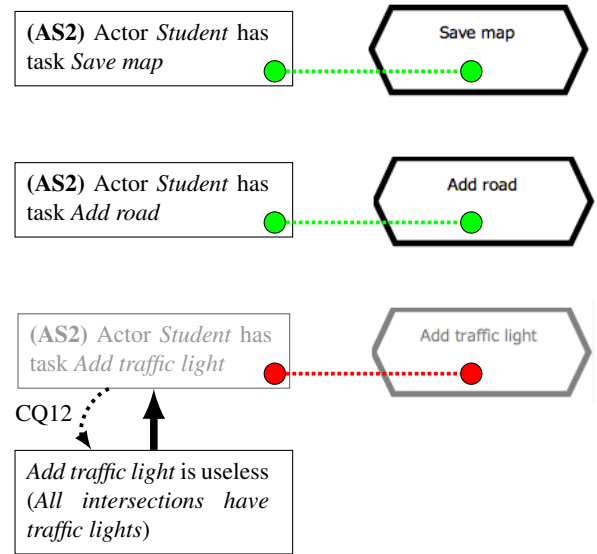 (AS2) Actor Student has
task Save map
Save map
(AS2) Actor Student has
task Add road
Add road
(AS2) Actor Student has
task Add traffic light
Add traffic light
CQ12
Add traffic light is useless
(All intersections have
traffic lights)